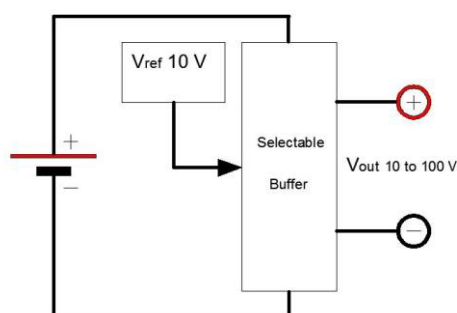 Vref 10 V
+
Selectable
Buffer
+
Vout 10 to 100 V
−
−